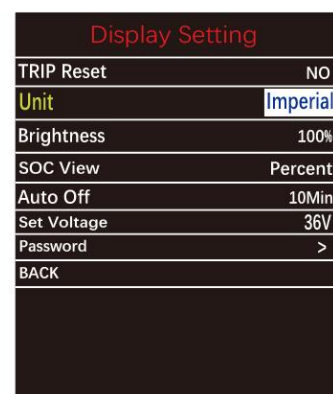 Display Setting
TRIP Reset NO
Unit Imperial
Brightness 100%
SOC View Percent
Auto Off 10Min
Set Voltage 36V
Password >
BACK